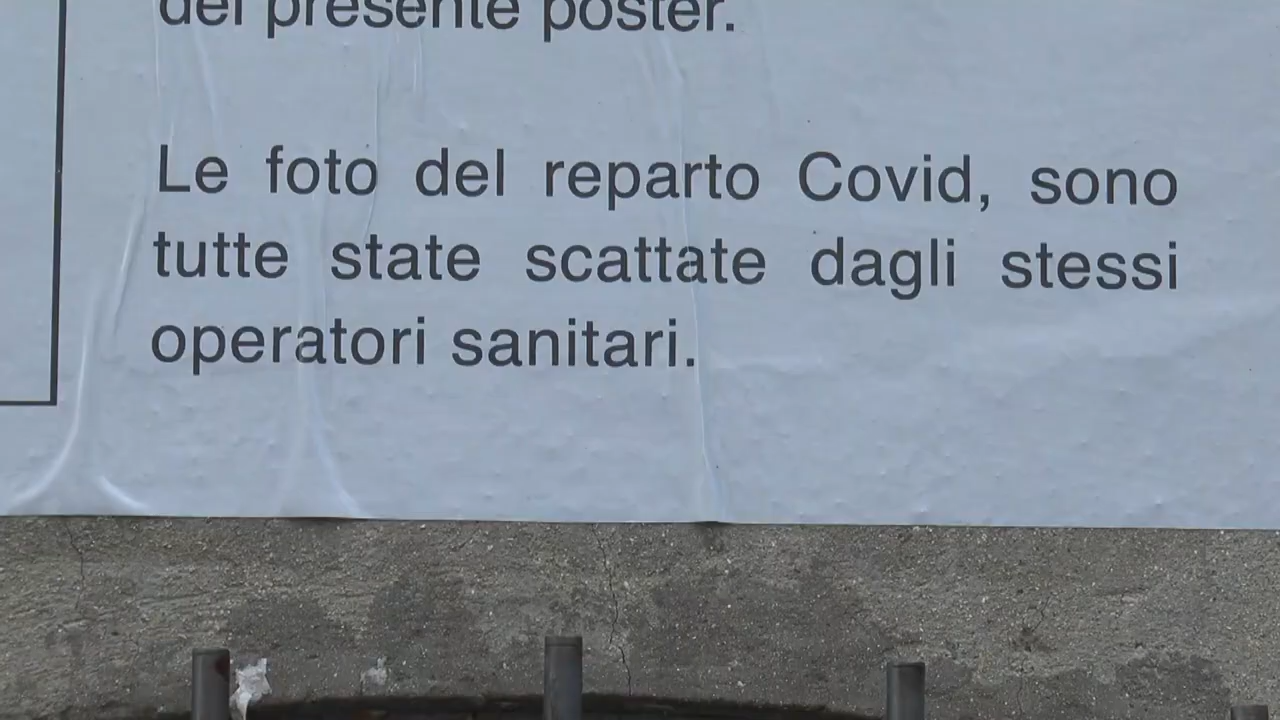 del presente poster.
Le foto del reparto Covid, sono
tutte state scattate dagli stessi
operatori sanitari.